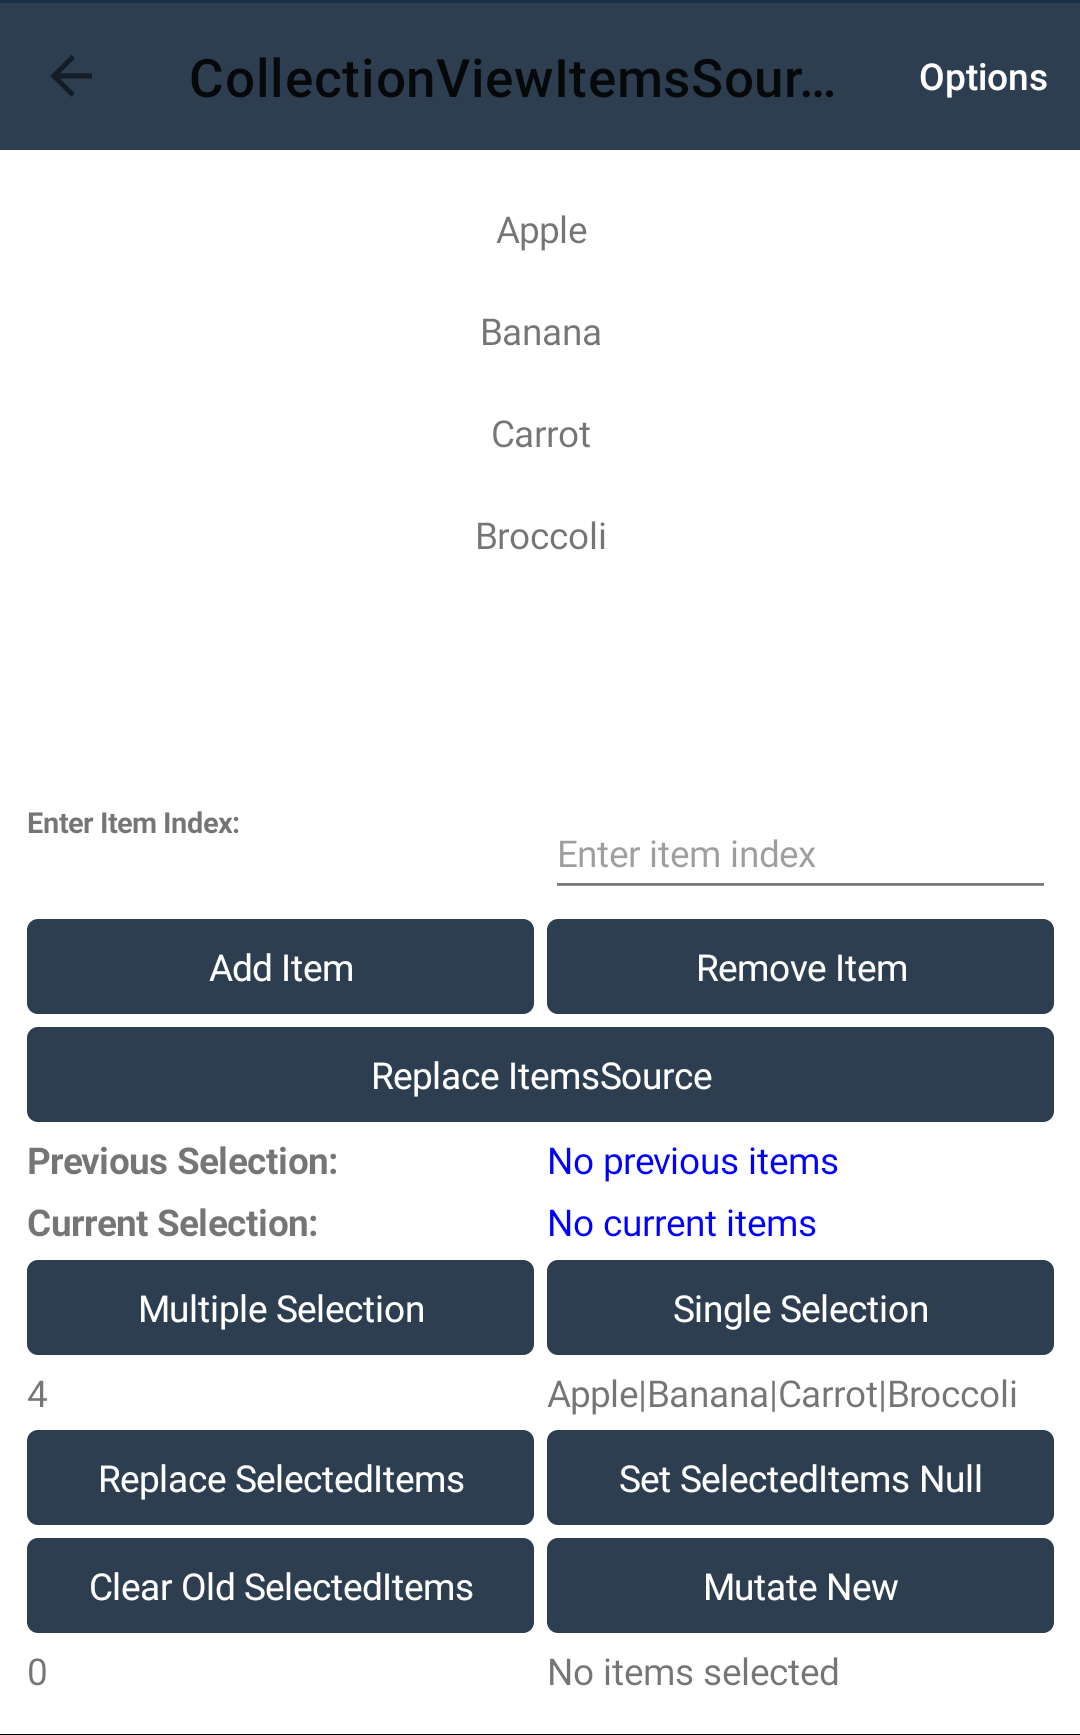 CollectionViewItemsSour...
Options
Apple
Banana
Carrot
Broccoli
Enter Item Index:
Enter item index
Add Item
Remove Item
Replace ItemsSource
Previous Selection:
No previous items
Current Selection:
No current items
Multiple Selection
Single Selection
4
Apple|Banana|Carrot|Broccoli
Replace SelectedItems
Set SelectedItems Null
Clear Old SelectedItems
Mutate New
0
No items selected